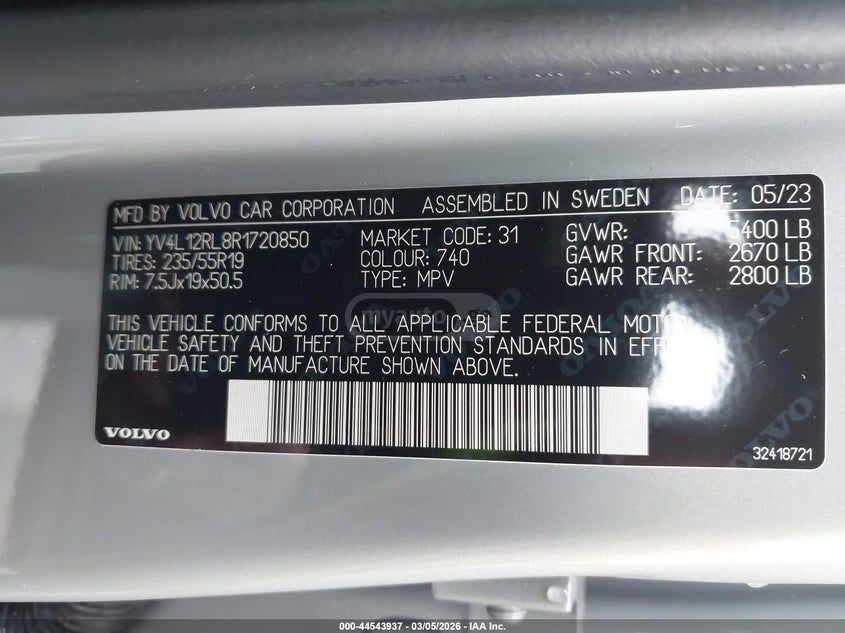 MFD BY VOLVO CAR CORPORATION ASSEMBLED IN SWEDEN DATE: 05/23
VIN: YV4L12RL8R1720850 MARKET CODE: 31 GVWR: 5400 LB
TIRES: 235/55R19 COLOUR: 740 GAWR FRONT: 2670 LB
RIM: 7.5Jx19x50.5 TYPE: MPV GAWR REAR: 2800 LB
myauto.ge
THIS VEHICLE CONFORMS TO ALL APPLICABLE FEDERAL MOTOR
VEHICLE SAFETY AND THEFT PREVENTION STANDARDS IN EFFECT
ON THE DATE OF MANUFACTURE SHOWN ABOVE.
VOLVO
32418721
000-44543937 | 03/05/2026 | IAA Inc.